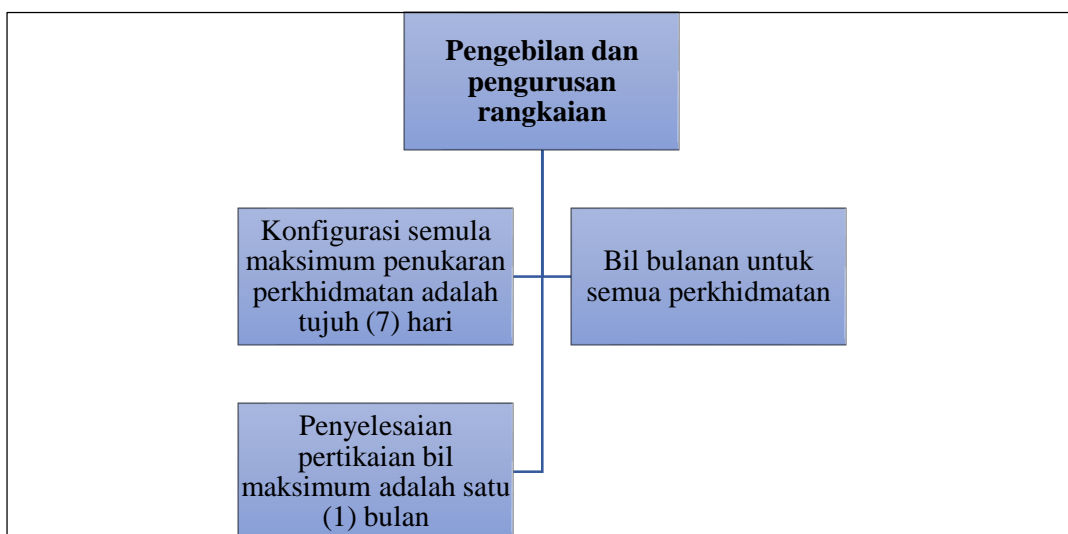 Pengebilan dan
pengurusan
rangkaian
Konfigurasi semula
maksimum penukaran
perkhidmatan adalah
tujuh (7) hari
Bil bulanan untuk
semua perkhidmatan
Penyelesaian
pertikaian bil
maksimum adalah satu
(1) bulan